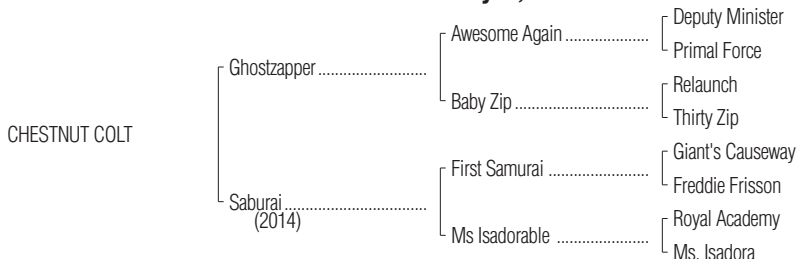 Deputy Minister
Awesome Again ....................
Primal Force
Ghostzapper ..........................
Relaunch
Baby Zip ................................
Thirty Zip
CHESTNUT COLT
Giant's Causeway
First Samurai ........................
Freddie Frisson
Saburai ..................................
(2014)
Royal Academy
Ms Isadorable ......................
Ms. Isadora